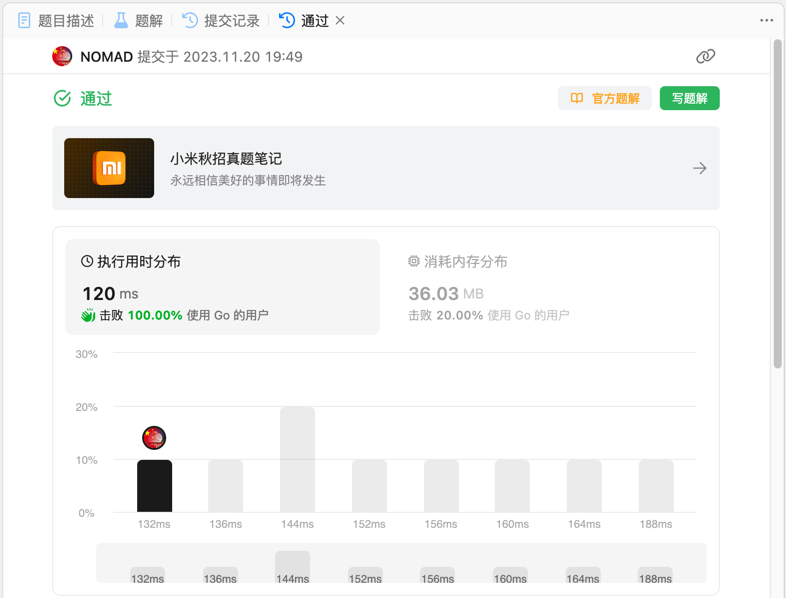 题目描述 题解 提交记录 通过
NOMAD 提交于 2023.11.20 19:49
通过
官方题解 写题解
mi
小米秋招真题笔记
永远相信美好的事情即将发生
执行用时分布
120 ms
击败 100.00% 使用 Go 的用户
消耗内存分布
36.03 MB
击败 20.00% 使用 Go 的用户
30%
20%
10%
0%
132ms 136ms 144ms 152ms 156ms 160ms 164ms 188ms
132ms 136ms 144ms 152ms 156ms 160ms 164ms 188ms